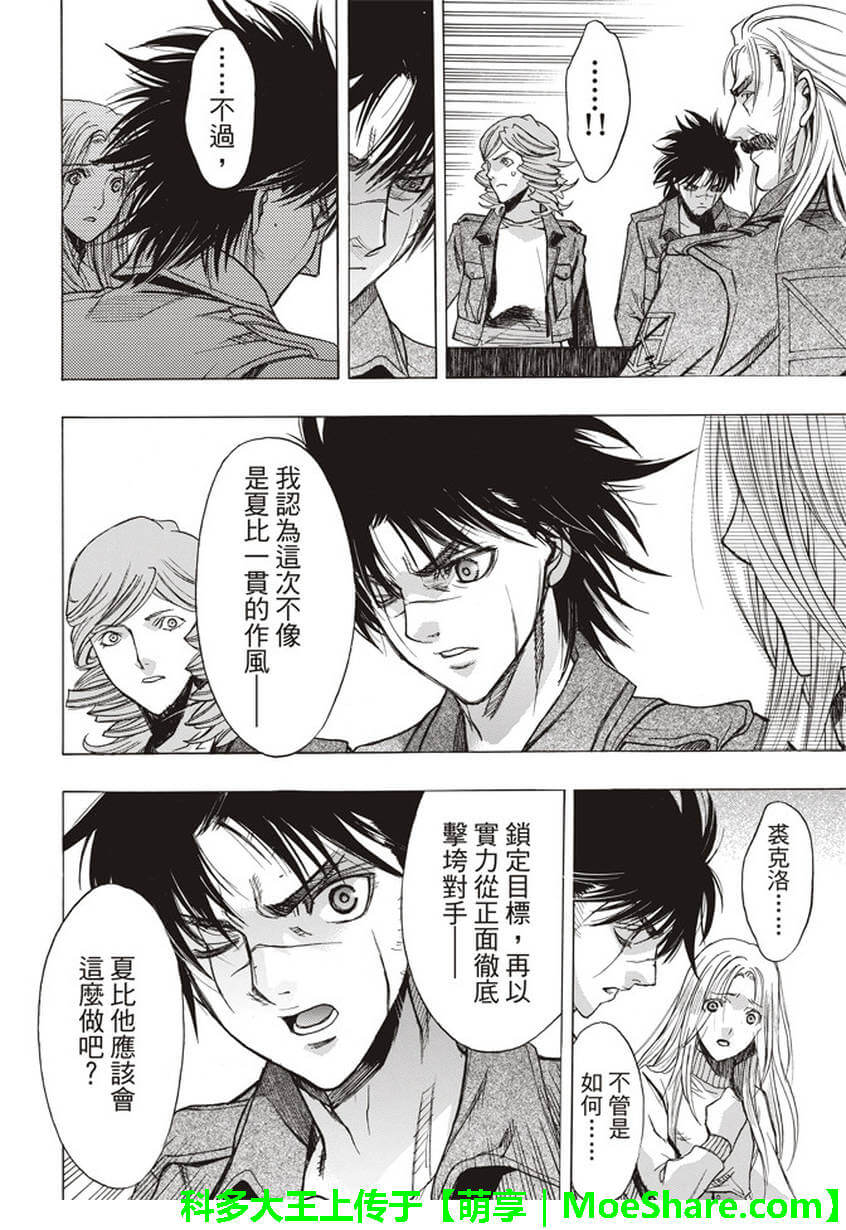 ……!!
……不過，
我認為這次不像
是夏比一貫的作風——
裘克洛……
不管是
如何……
鎖定目標，再以
實力從正面徹底
擊垮對手——
夏比他應該會
這麼做吧？
科多大王上传于【萌享｜MoeShare.com】